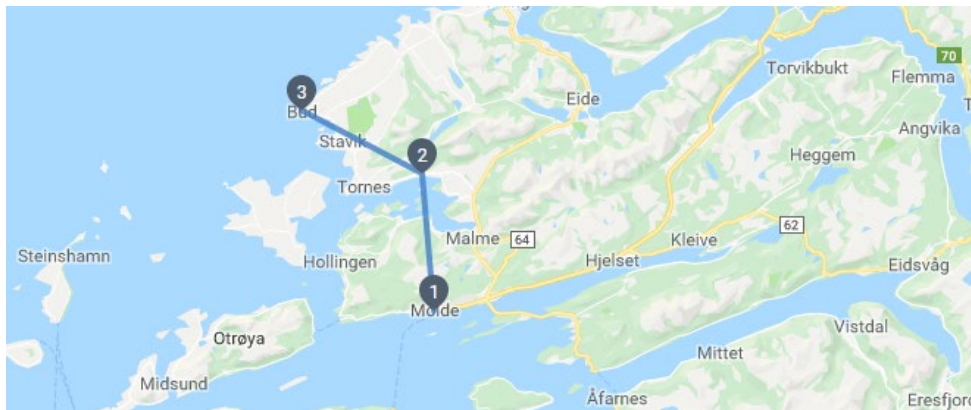 70
Torvikbukt
Flemma
3
Eide
Bud
Angvika
Stavik
2
Heggem
Tornes
62
Malme
64
Kleive
Steinshamn
Hollingen
Hjelset
Eidsvåg
1
Molde
Vistdal
Otrøya
Mittet
Midsund
Åfarnes
Eresfjor